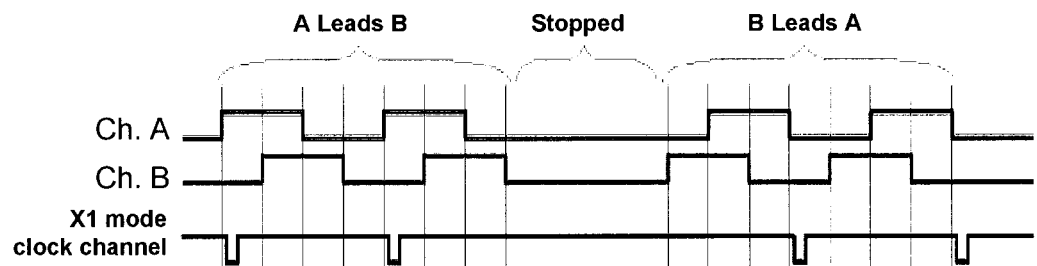 A Leads B
Stopped
B Leads A
Ch. A
Ch. B
X1 mode
clock channel